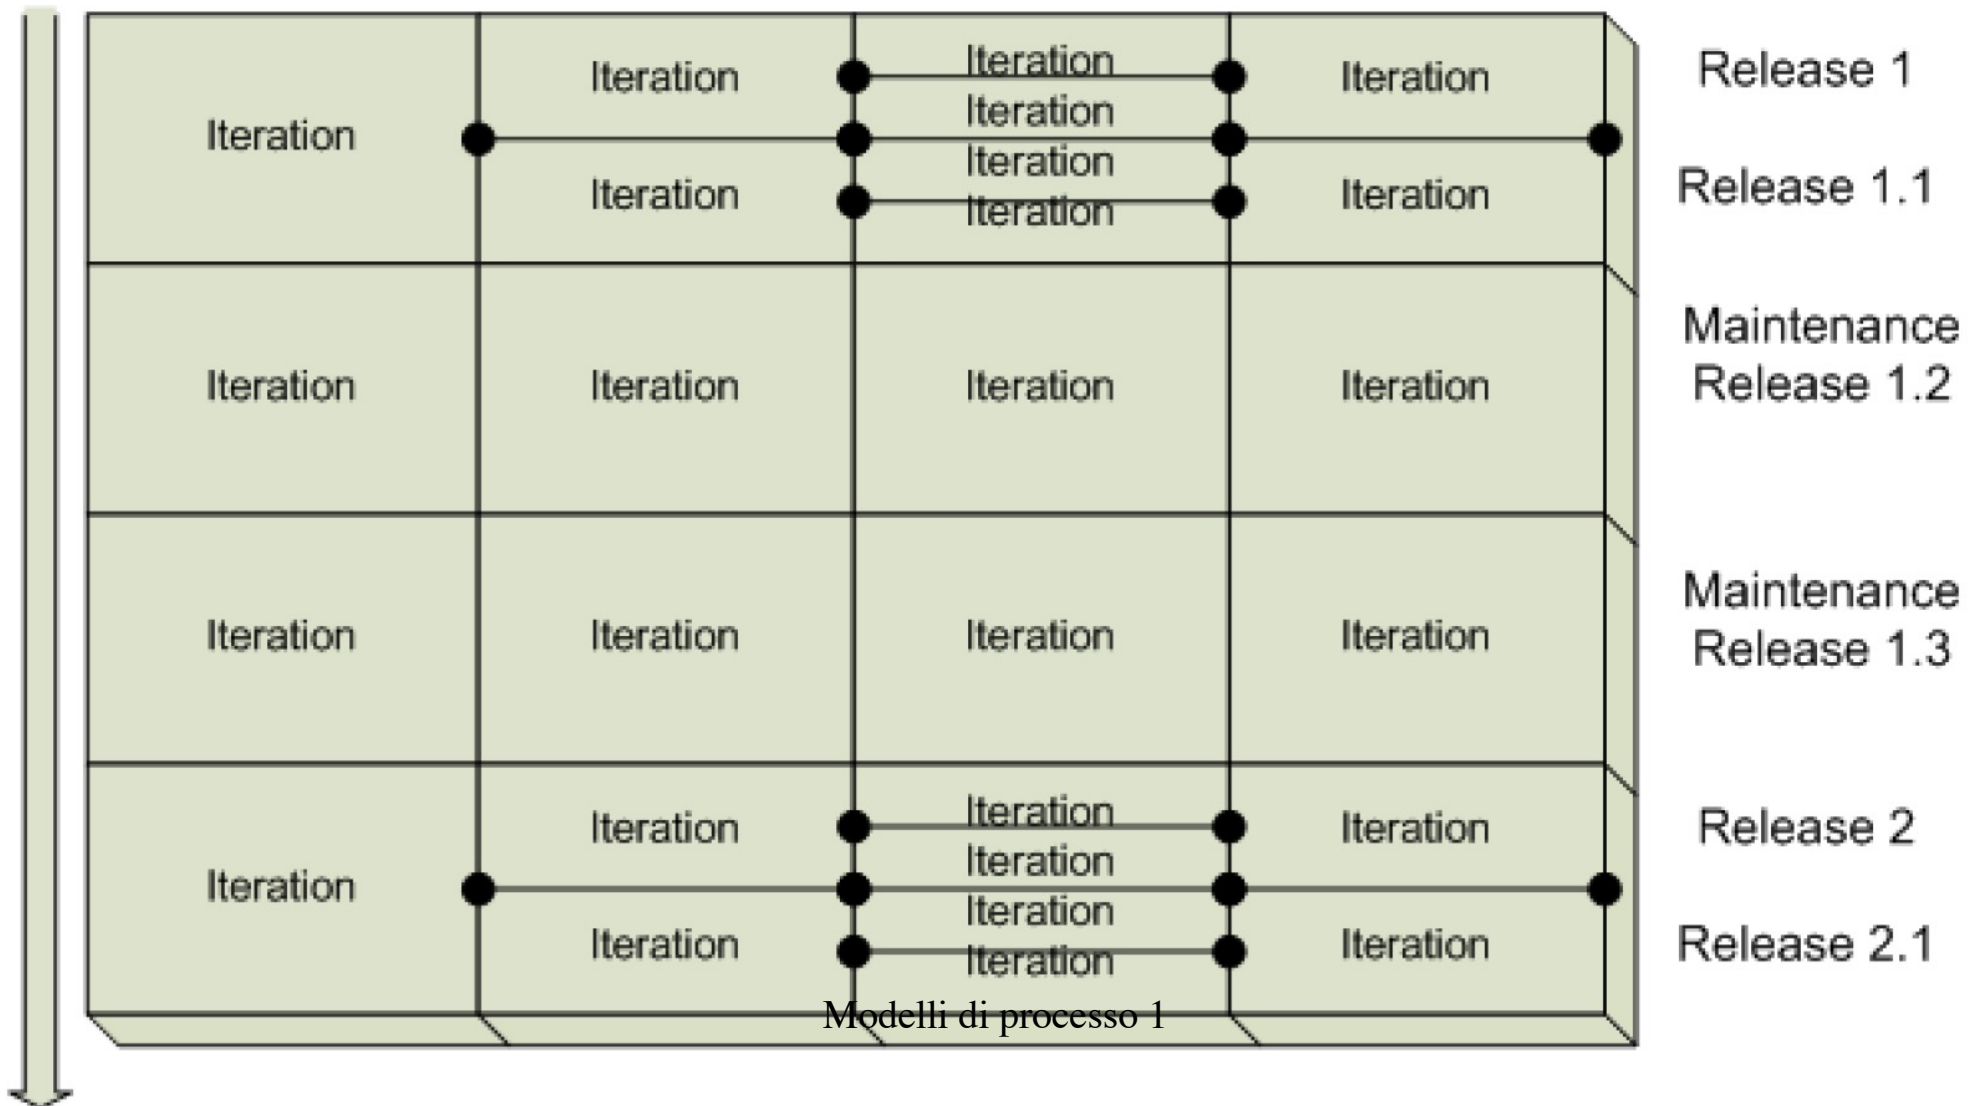 Iteration
Iteration
Iteration
Iteration
Iteration
Iteration
Iteration
Iteration
Iteration
Release 1
Release 1.1
Iteration
Iteration
Iteration
Iteration
Maintenance
Release 1.2
Iteration
Iteration
Iteration
Iteration
Maintenance
Release 1.3
Iteration
Iteration
Iteration
Iteration
Iteration
Iteration
Iteration
Iteration
Iteration
Release 2
Release 2.1
Modelli di processo 1